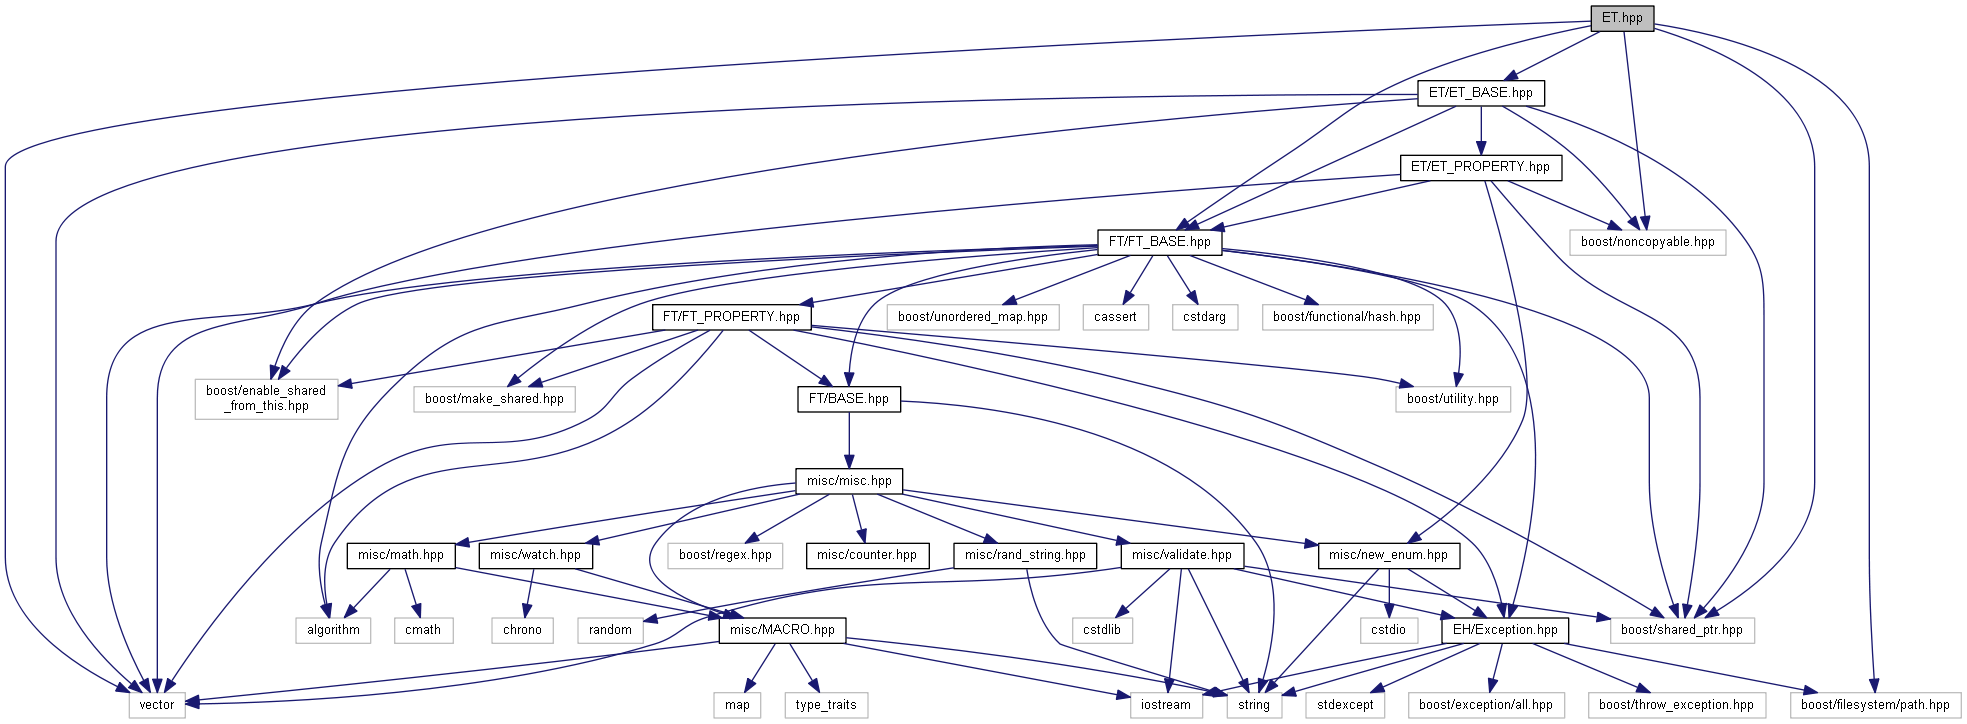 ET.hpp
ET/ET_BASE.hpp
ET/ET_PROPERTY.hpp
FT/FT_BASE.hpp
boost/noncopyable.hpp
FT/FT_PROPERTY.hpp
boost/unordered_map.hpp
cassert
cstdarg
boost/functional/hash.hpp
boost/enable_shared
_from_this.hpp
boost/make_shared.hpp
FT/BASE.hpp
boost/utility.hpp
misc/misc.hpp
misc/math.hpp
misc/watch.hpp
boost/regex.hpp
misc/counter.hpp
misc/rand_string.hpp
misc/validate.hpp
misc/new_enum.hpp
algorithm
cmath
chrono
random
misc/MACRO.hpp
cstdlib
cstdio
EH/Exception.hpp
boost/shared_ptr.hpp
vector
map
type_traits
iostream
string
stdexcept
boost/exception/all.hpp
boost/throw_exception.hpp
boost/filesystem/path.hpp